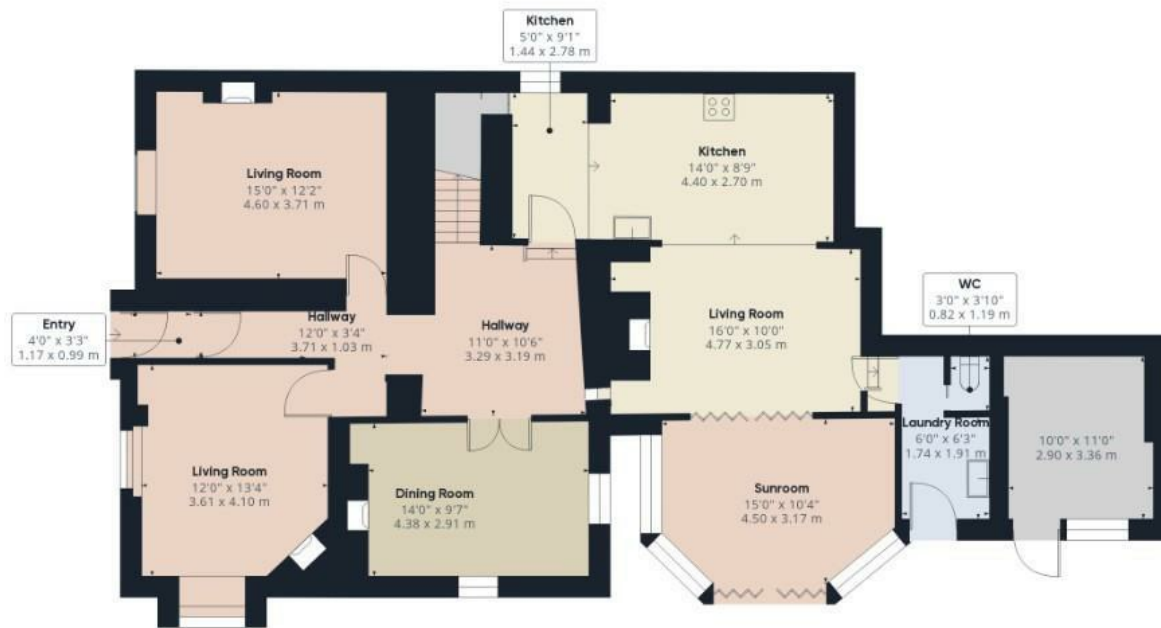 Kitchen
5'0" x 9'1"
1.44 x 2.78 m
Living Room
15'0" x 12'2"
4.60 x 3.71 m
Kitchen
14'0" x 8'9"
4.40 x 2.70 m
Entry
4'0" x 3'3"
1.17 x 0.99 m
Hallway
12'0" x 3'4"
3.71 x 1.03 m
Hallway
11'0" x 10'6"
3.29 x 3.19 m
Living Room
16'0" x 10'0"
4.77 x 3.05 m
WC
3'0" x 3'10"
0.82 x 1.19 m
Living Room
12'0" x 13'4"
3.61 x 4.10 m
Dining Room
14'0" x 9'7"
4.38 x 2.91 m
Sunroom
15'0" x 10'4"
4.50 x 3.17 m
Laundry Room
6'0" x 6'3"
1.74 x 1.91 m
10'0" x 11'0"
2.90 x 3.36 m